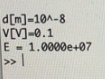 d[m]=10^-8
V[V]=0.1
E = 1.0000e+07
>>